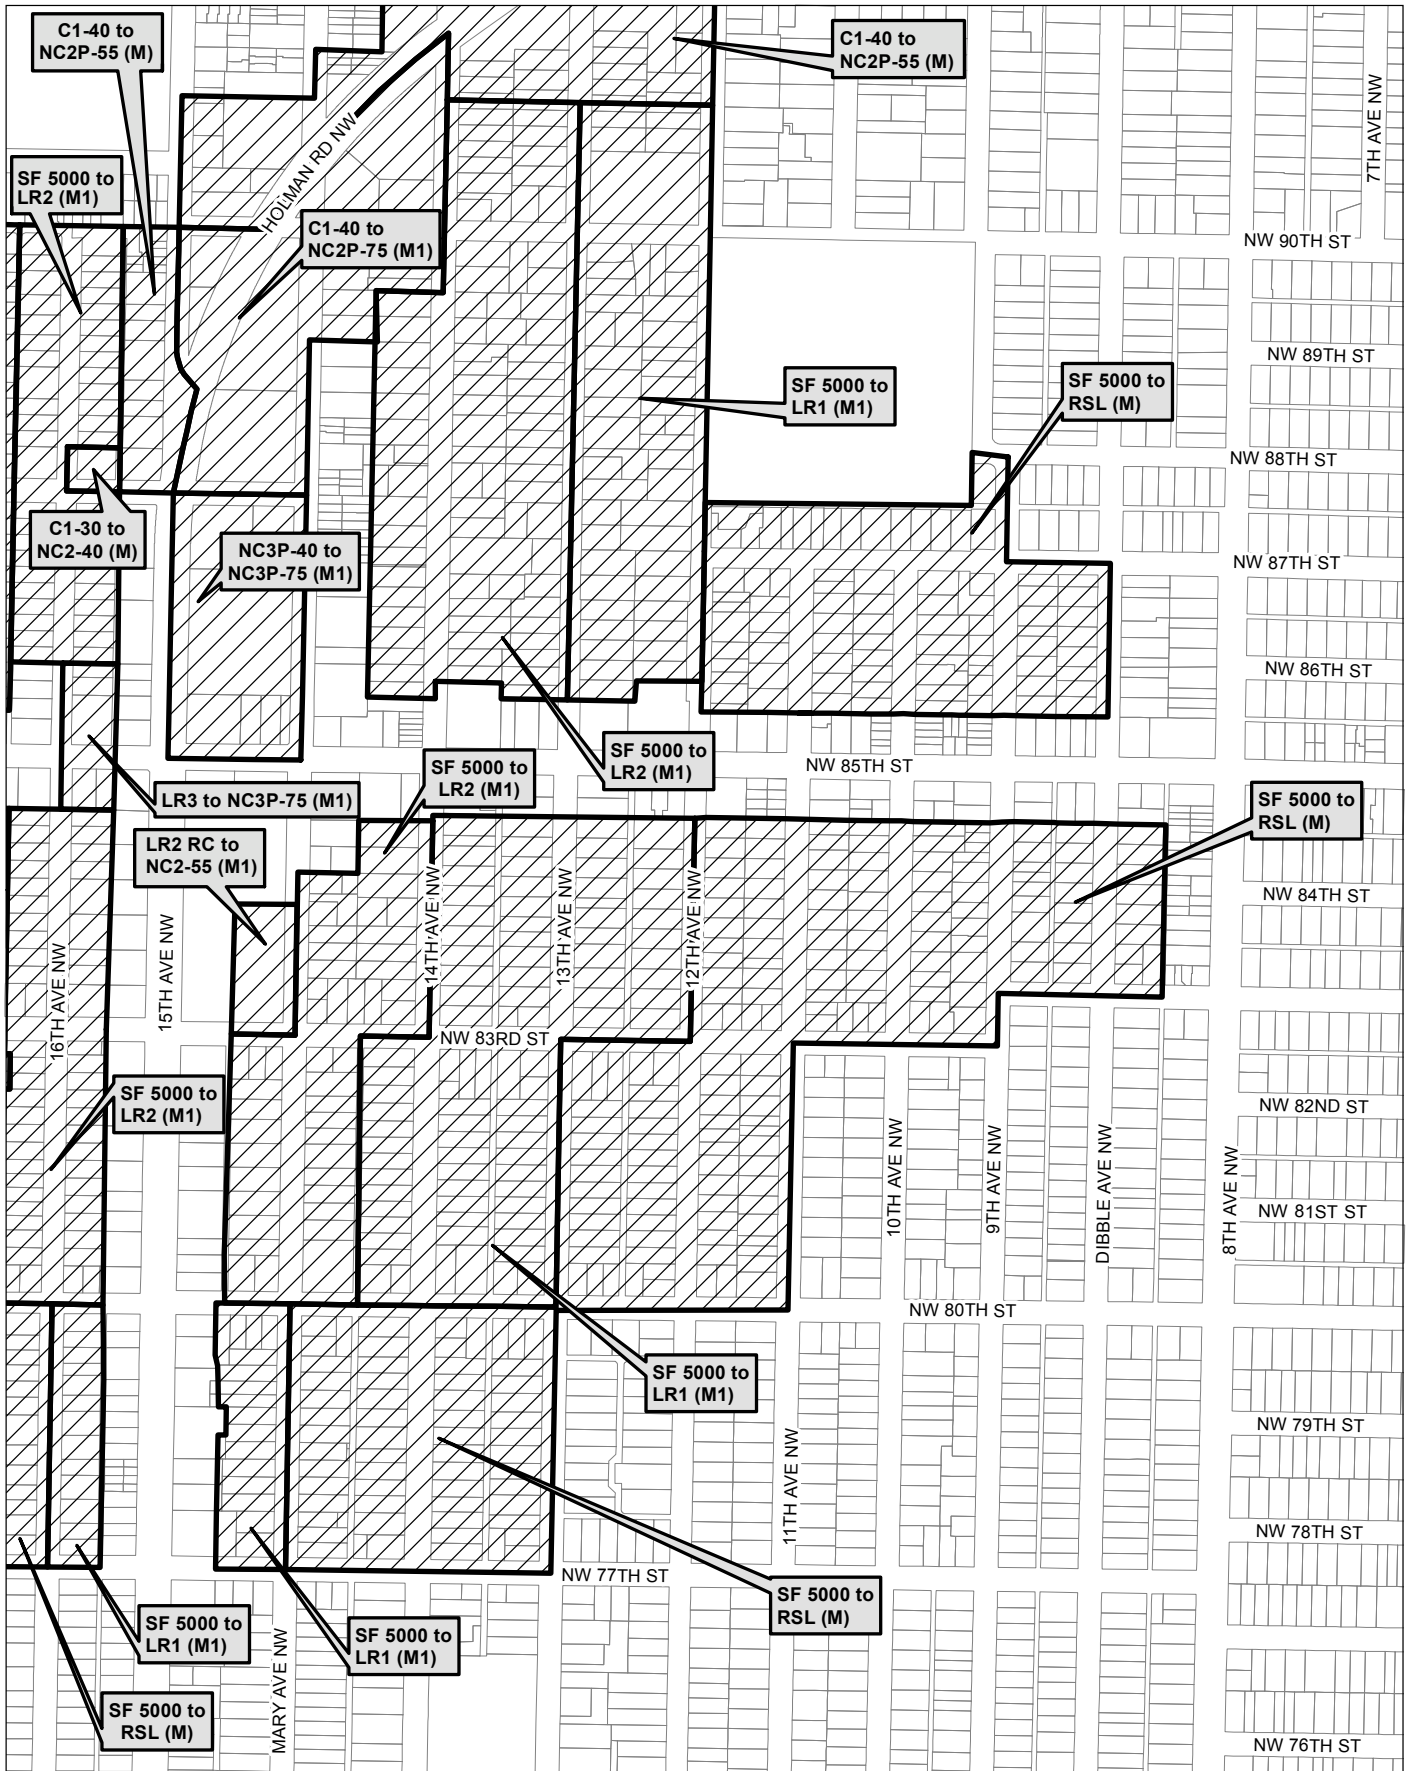 C1-40 to
NC2P-55 (M)
C1-40 to
NC2P-55 (M)
7TH AVE NW
HOLMAN RD NW
SF 5000 to
LR2 (M1)
C1-40 to
NC2P-75 (M1)
NW 90TH ST
NW 89TH ST
SF 5000 to
LR1 (M1)
SF 5000 to
RSL (M)
NW 88TH ST
C1-30 to
NC2-40 (M)
NC3P-40 to
NC3P-75 (M1)
NW 87TH ST
NW 86TH ST
SF 5000 to
LR2 (M1)
NW 85TH ST
SF 5000 to
LR2 (M1)
LR3 to NC3P-75 (M1)
SF 5000 to
RSL (M)
LR2 RC to
NC2-55 (M1)
NW 84TH ST
16TH AVE NW
15TH AVE NW
14TH AVE NW
13TH AVE NW
12TH AVE NW
NW 83RD ST
SF 5000 to
LR2 (M1)
NW 82ND ST
10TH AVE NW
9TH AVE NW
DIBBLE AVE NW
8TH AVE NW
NW 81ST ST
NW 80TH ST
SF 5000 to
LR1 (M1)
NW 79TH ST
11TH AVE NW
NW 78TH ST
NW 77TH ST
SF 5000 to
RSL (M)
SF 5000 to
LR1 (M1)
MARY AVE NW
SF 5000 to
LR1 (M1)
SF 5000 to
RSL (M)
NW 76TH ST